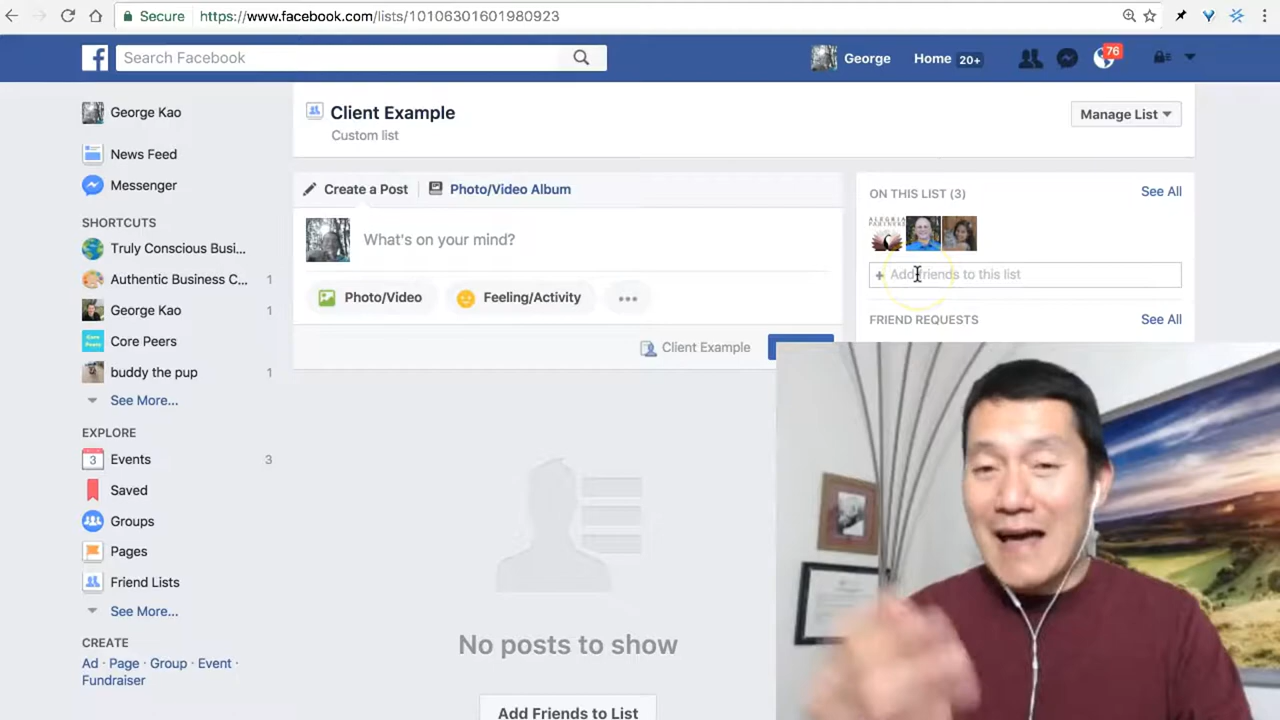 Secure
https://www.facebook.com/lists/10106301601980923
Search Facebook
George
Home 20+
76
George Kao
News Feed
Messenger
SHORTCUTS
Truly Conscious Busi...
Authentic Business C... 1
George Kao 1
Core Peers
buddy the pup 1
See More...
EXPLORE
Events 3
Saved
Groups
Pages
Friend Lists
See More...
CREATE
Ad · Page · Group · Event ·
Fundraiser
Client Example
Custom list
Manage List
Create a Post
Photo/Video Album
What's on your mind?
Photo/Video
Feeling/Activity
Client Example
No posts to show
Add Friends to List
ON THIS LIST (3)
See All
ALEGRIA
PARTNERS
+ Add friends to this list
FRIEND REQUESTS
See All